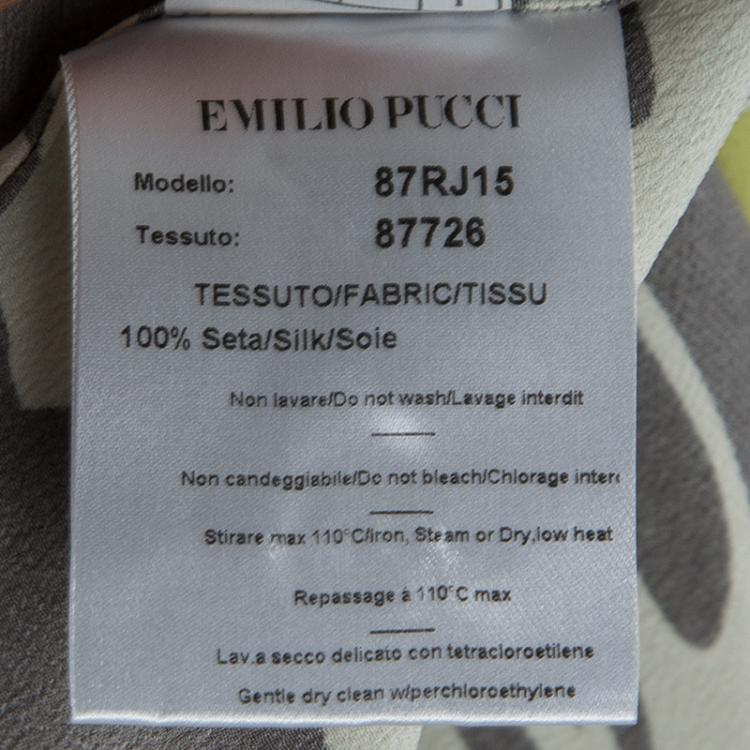 EMILIO PUCCI
Modello: 87RJ15
Tessuto: 87726
TESSUTO/FABRIC/TISSU
100% Seta/Silk/Soie
Non lavare/Do not wash/Lavage interdit
Non candeggiabile/Do not bleach/Chlorage inter
Stirare max 110°C/Iron, Steam or Dry,low heat
Repassage à 110°C max
Lav.a secco delicato con tetracloroetilene
Gentle dry clean w/perchloroethylene